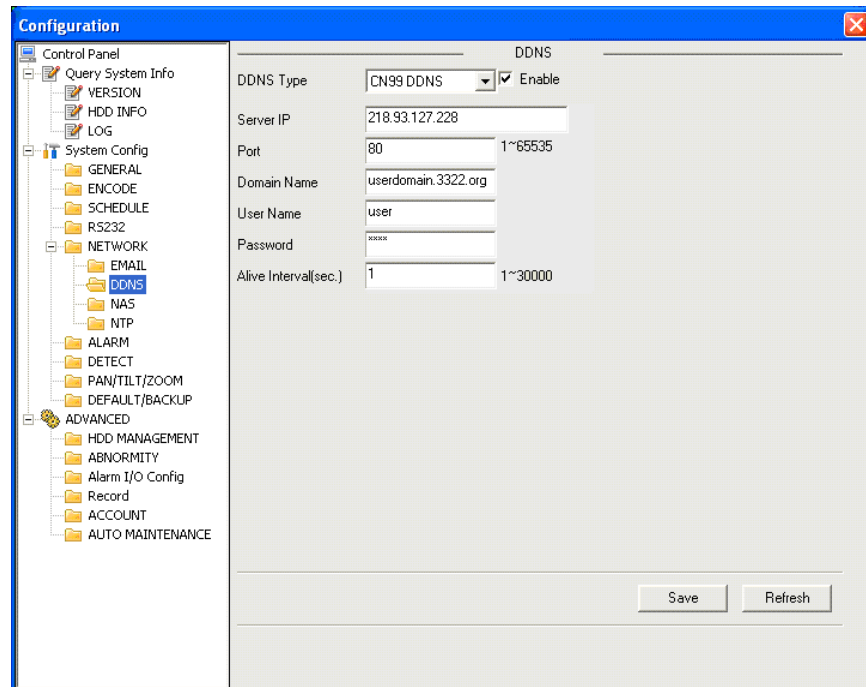 Configuration
Control Panel
Query System Info
VERSION
HDD INFO
LOG
System Config
GENERAL
ENCODE
SCHEDULE
RS232
NETWORK
EMAIL
DDNS
NAS
NTP
ALARM
DETECT
PAN/TILT/ZOOM
DEFAULT/BACKUP
ADVANCED
HDD MANAGEMENT
ABNORMITY
Alarm I/O Config
Record
ACCOUNT
AUTO MAINTENANCE
DDNS
DDNS Type CN99 DDNS Enable
Server IP 218.93.127.228
Port 80 1~65535
Domain Name userdomain.3322.org
User Name user
Password ****
Alive Interval(sec.) 1 1~30000
Save Refresh